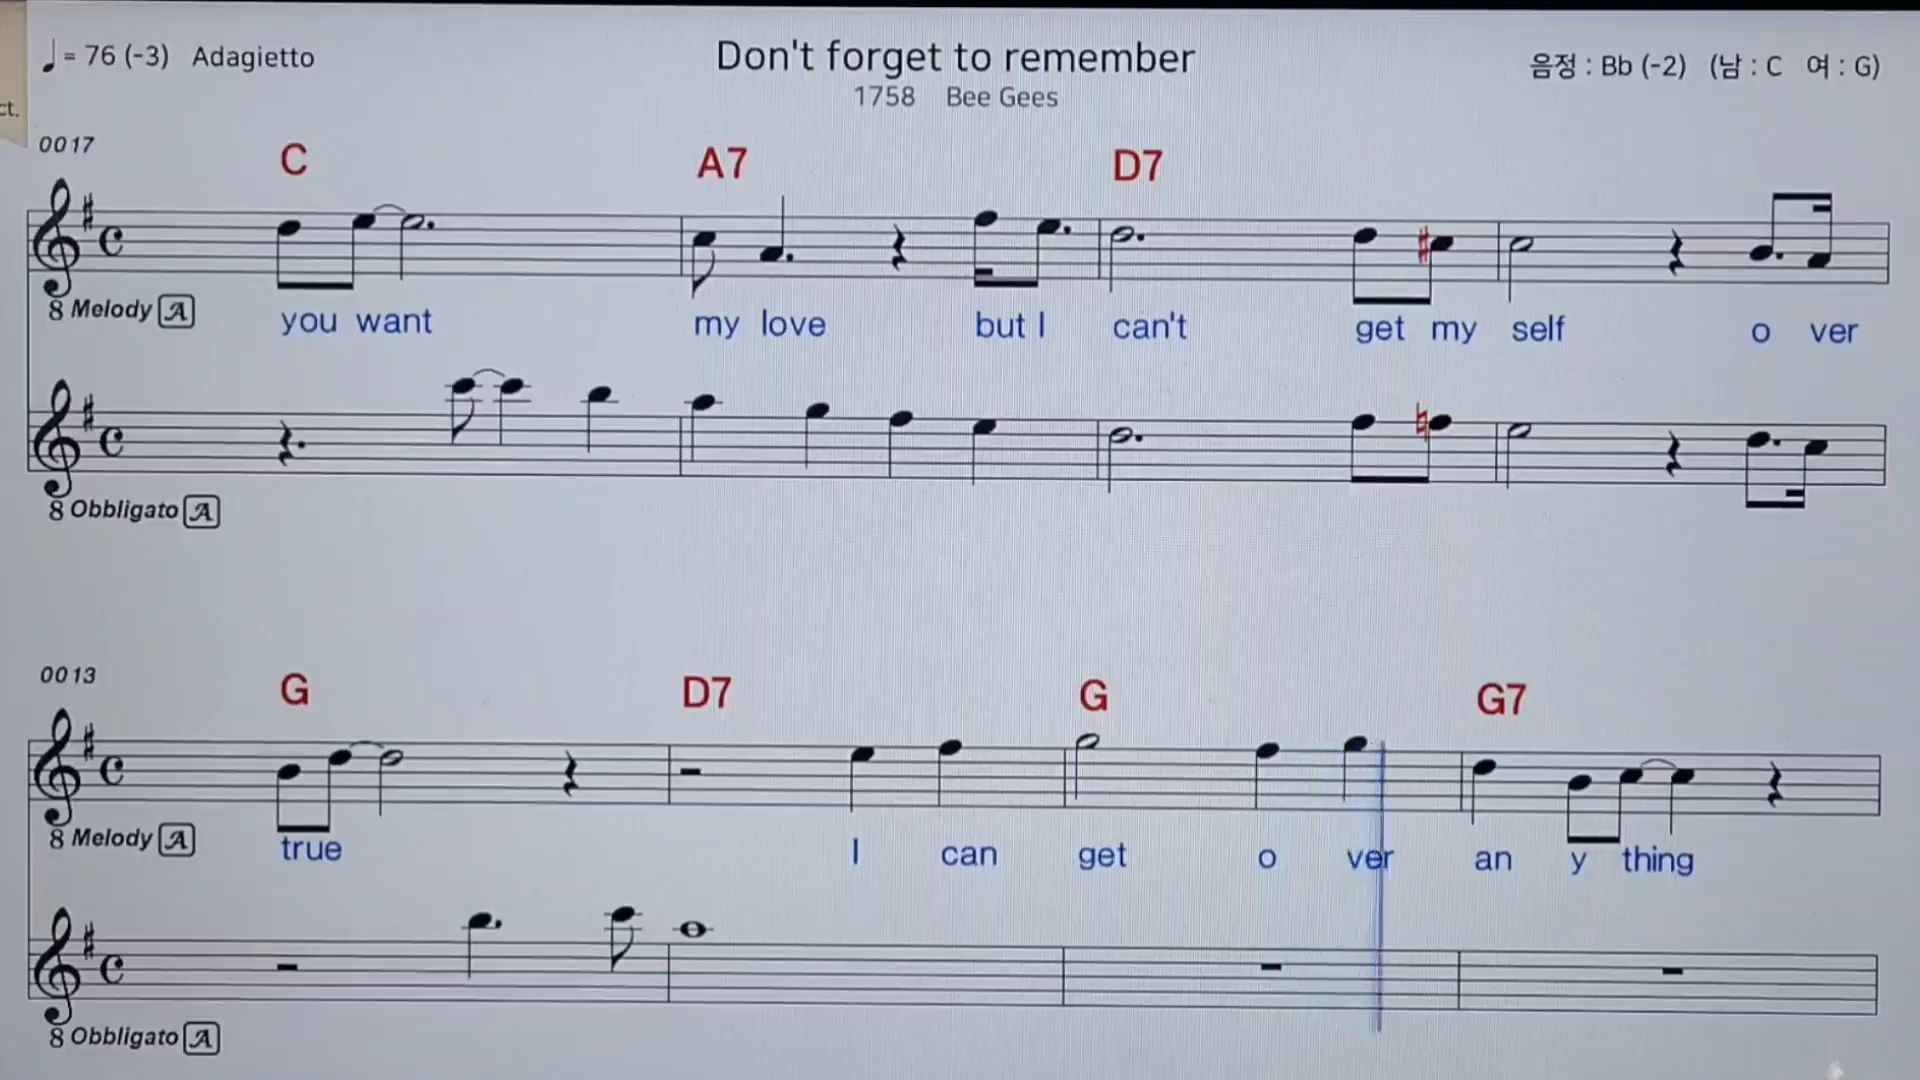 ♩= 76 (-3) Adagietto
Don't forget to remember
음정 : Bb (-2) (남 : C 여 : G)
1758 Bee Gees
ct.
0017
C A7 D7
8 Melody A
you want my love but I can't get my self o ver
8 Obbligato A
0013
G D7 G G7
8 Melody A
true I can get o ver an y thing
8 Obbligato A